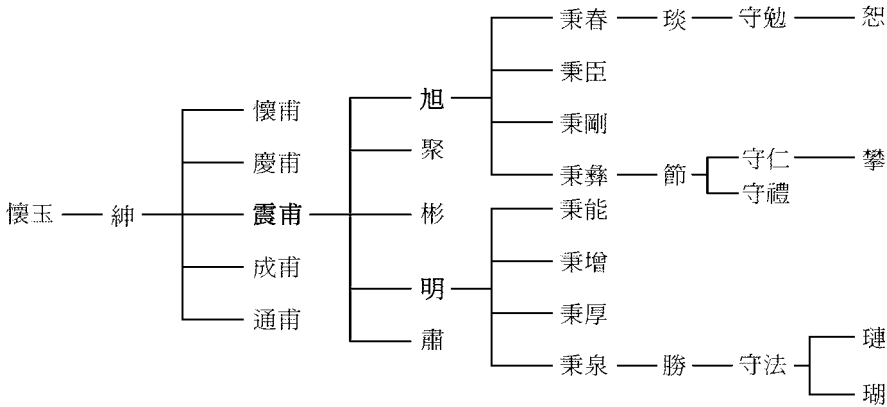 秉春 琰 守勉 恕
秉臣
旭
懷甫 秉剛
聚
慶甫 秉彝 節 守仁 攀
守禮
懷玉 紳 震甫 彬 秉能
成甫 秉增
明
通甫 秉厚
肅
秉泉 勝 守法 璉
瑚